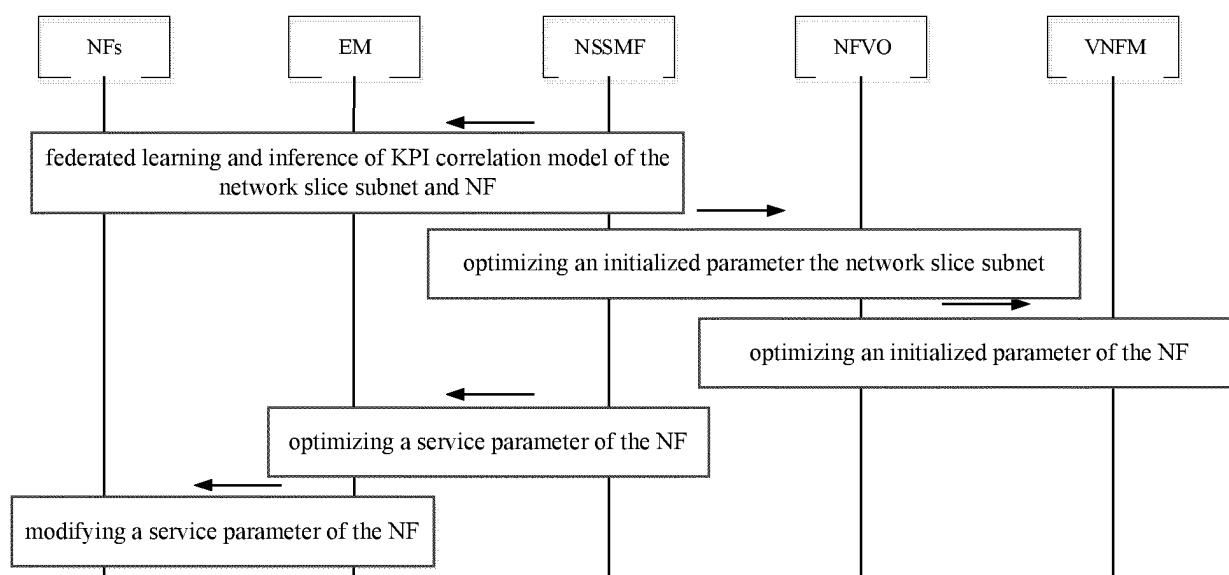 NFs
EM
NSSMF
NFVO
VNFM
federated learning and inference of KPI correlation model of the
network slice subnet and NF
optimizing an initialized parameter the network slice subnet
optimizing an initialized parameter of the NF
optimizing a service parameter of the NF
modifying a service parameter of the NF